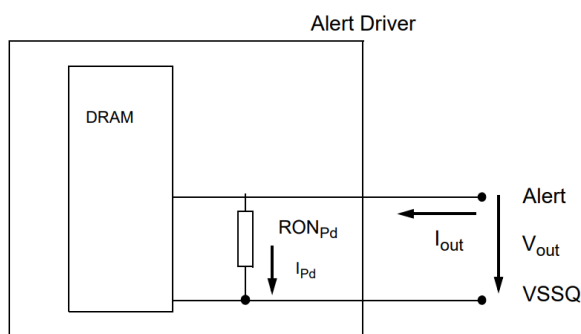 Alert Driver
DRAM
Alert
RONPd
Iout
Vout
IPd
VSSQ